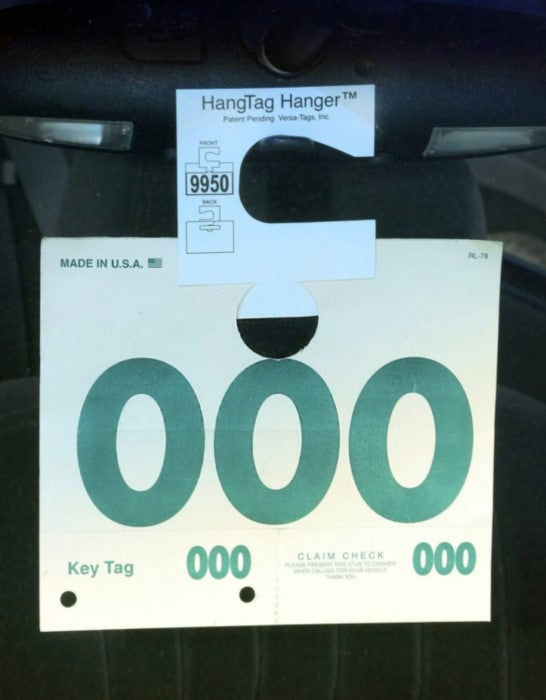 HangTag Hanger™
Patent Pending Versa-Tags, Inc.
FRONT
9950
BACK
MADE IN U.S.A.
RL-78
000
Key Tag
000
CLAIM CHECK
PLEASE PRESENT THIS STUB TO CASHIER
WHEN CALLING FOR YOUR VEHICLE
THANK YOU
000